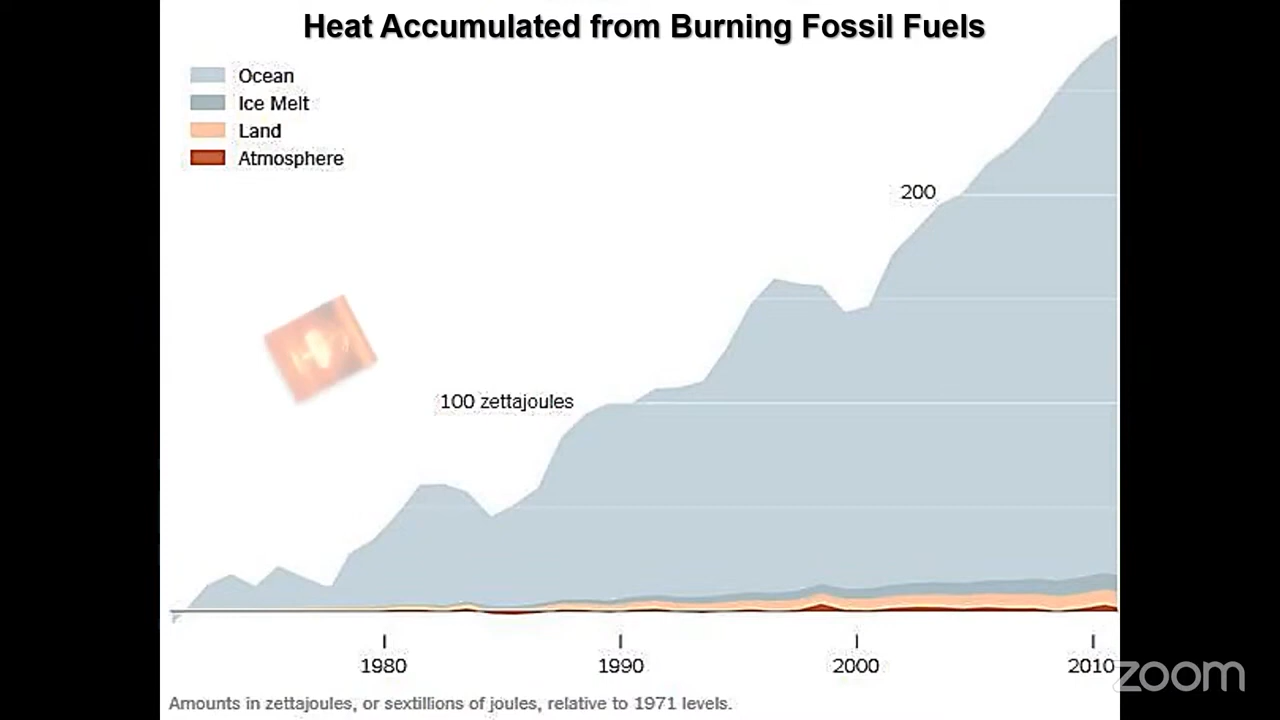 Heat Accumulated from Burning Fossil Fuels
Ocean
Ice Melt
Land
Atmosphere
200
100 zettajoules
1980
1990
2000
2010
zoom
Amounts in zettajoules, or sextillions of joules, relative to 1971 levels.